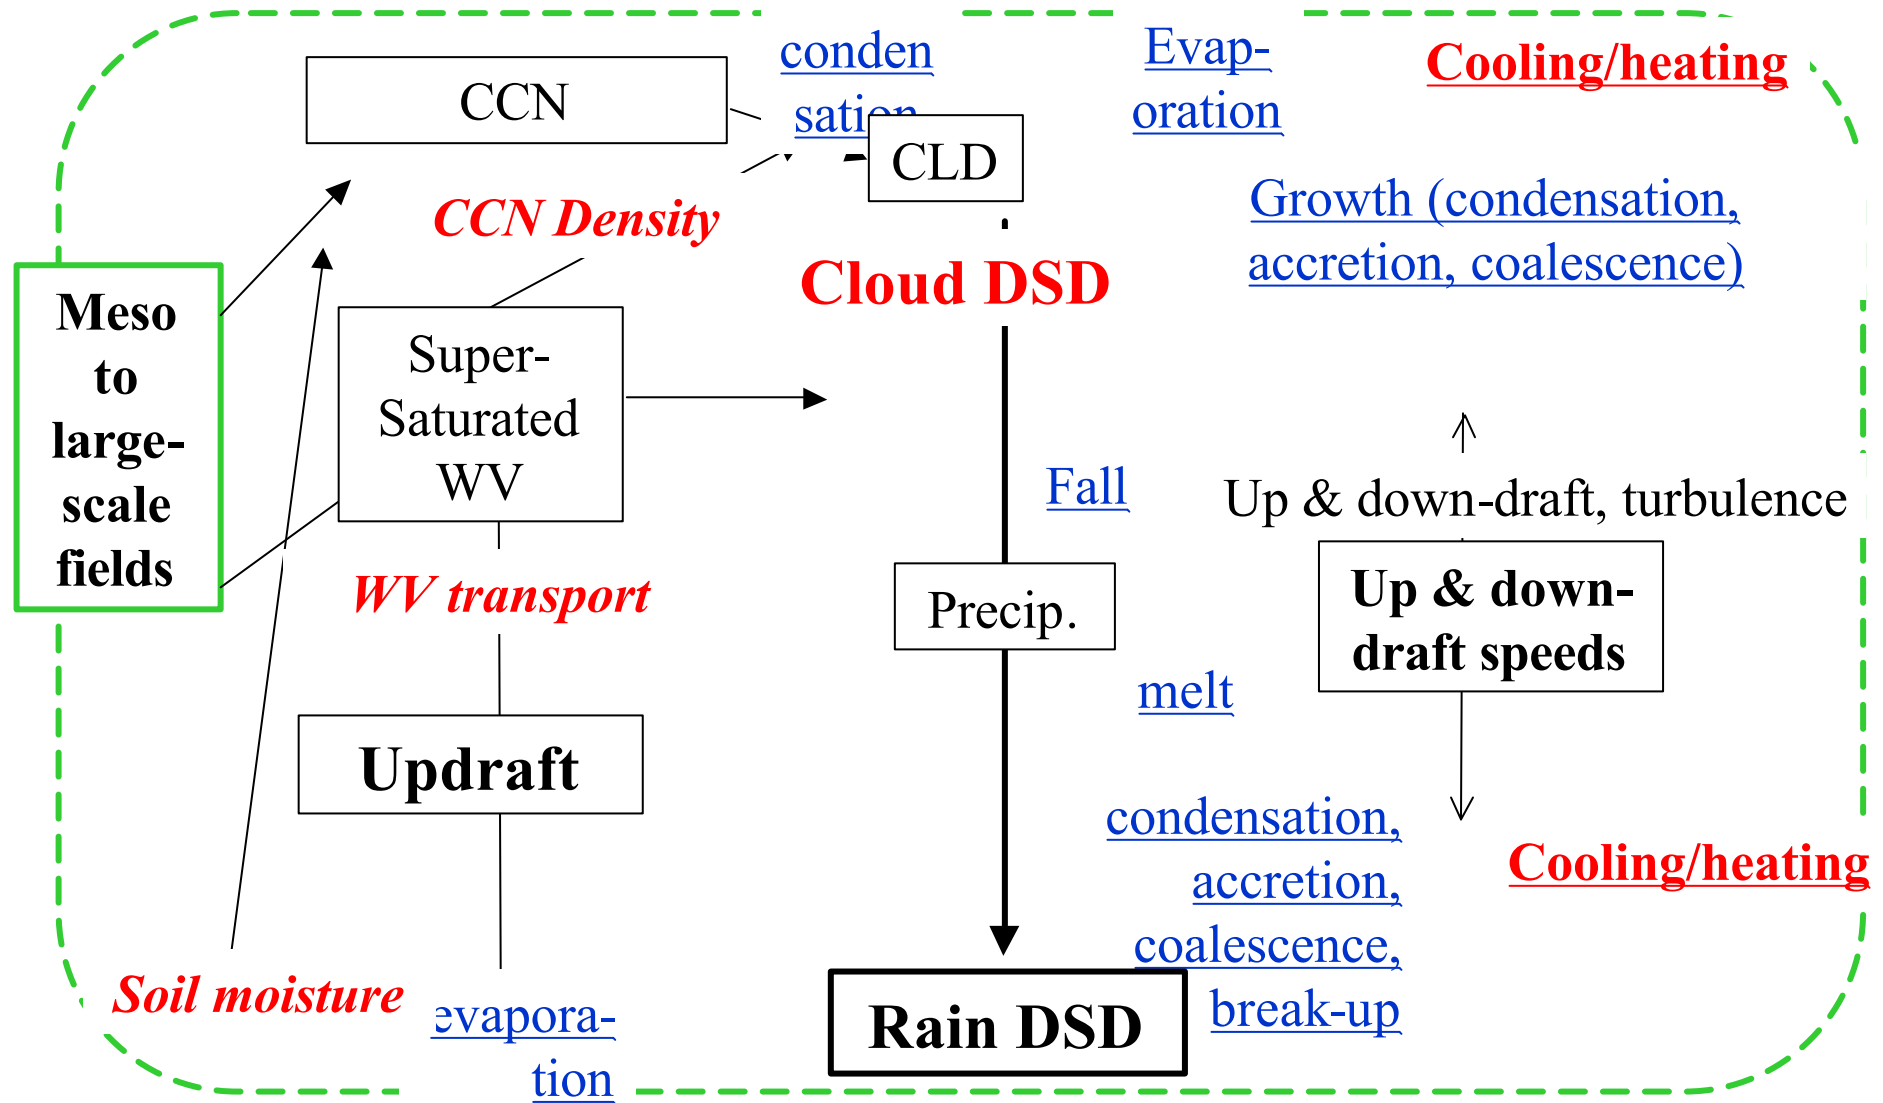 conden
sation
Evap-
oration
Cooling/heating
CCN
CLD
CCN Density
Growth (condensation,
accretion, coalescence)
Cloud DSD
Meso
to
large-
scale
fields
Super-
Saturated
WV
Fall
Up & down-draft, turbulence
WV transport
Precip.
Up & down-
draft speeds
melt
Updraft
condensation,
accretion,
coalescence,
break-up
Cooling/heating
Soil moisture
evapora-
tion
Rain DSD